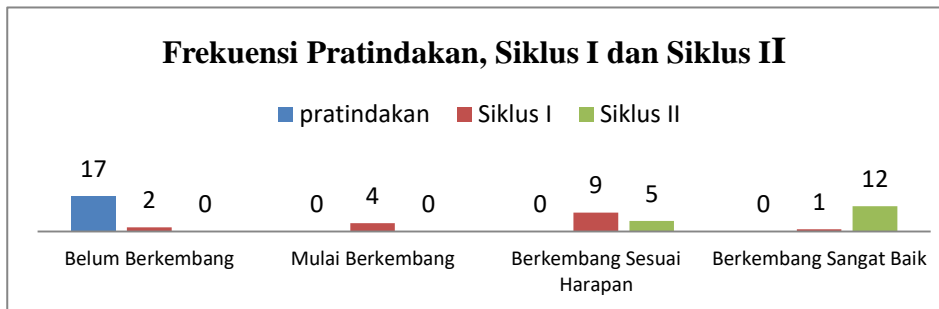 Frekuensi Pratindakan, Siklus I dan Siklus II
pratindakan Siklus I Siklus II
17 2 0 0 4 0 0 9 5 0 1 12
Belum Berkembang Mulai Berkembang Berkembang Sesuai Harapan Berkembang Sangat Baik